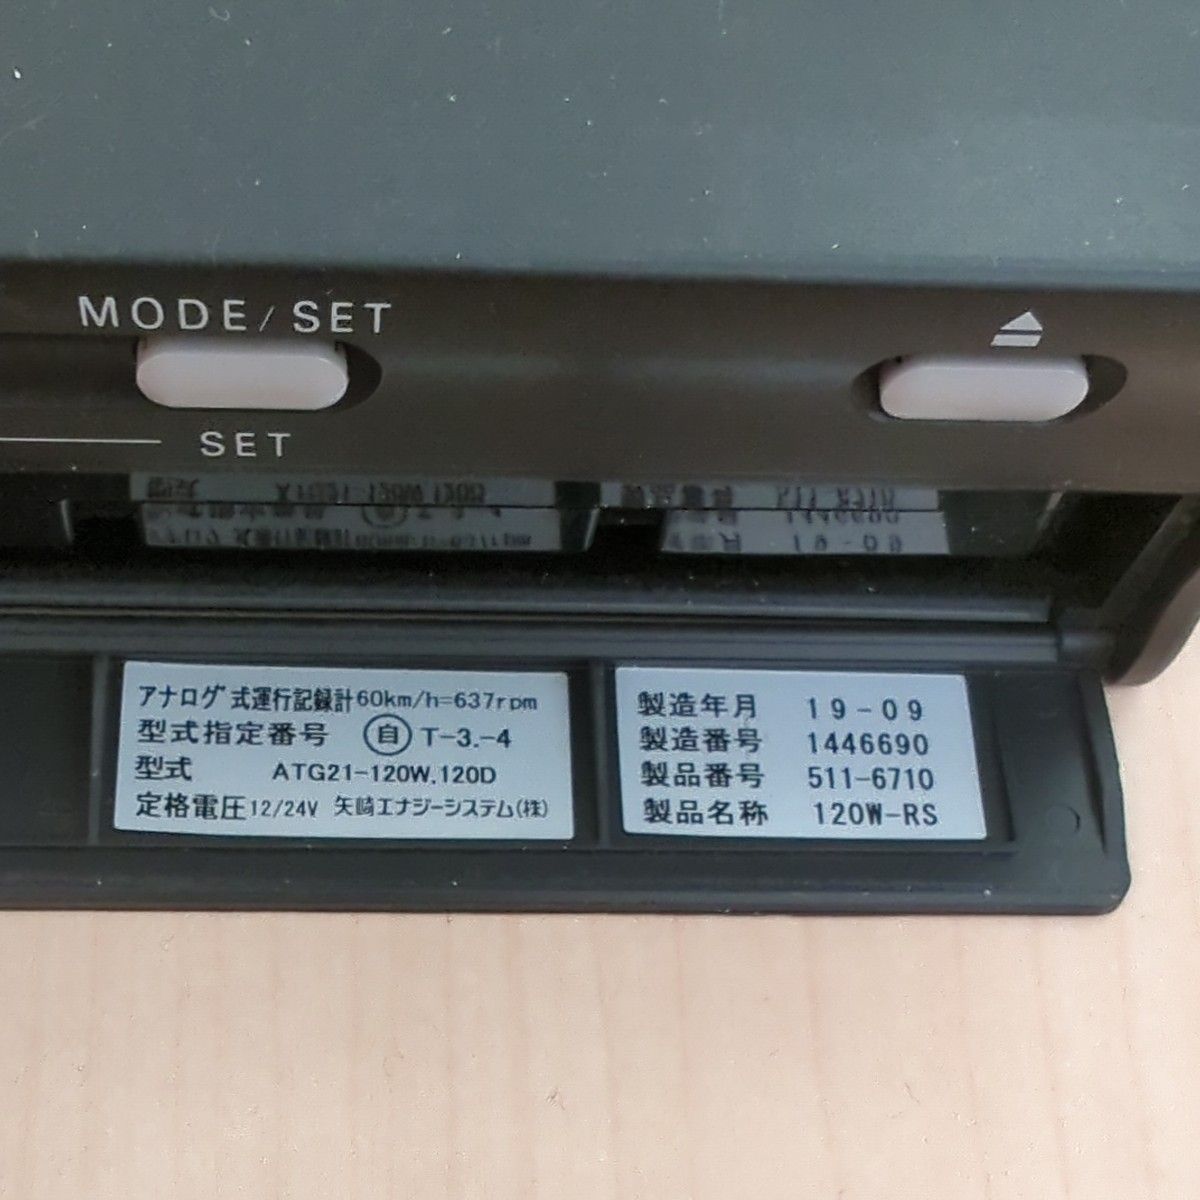 MODE/SET
SET
アナログ式運行記録計60km/h=637rpm
型式指定番号 自 T-3.-4
型式 ATG21-120W.120D
定格電圧12/24V 矢崎エナジーシステム(株)
製造年月 19-09
製造番号 1446690
製品番号 511-6710
製品名称 120W-RS